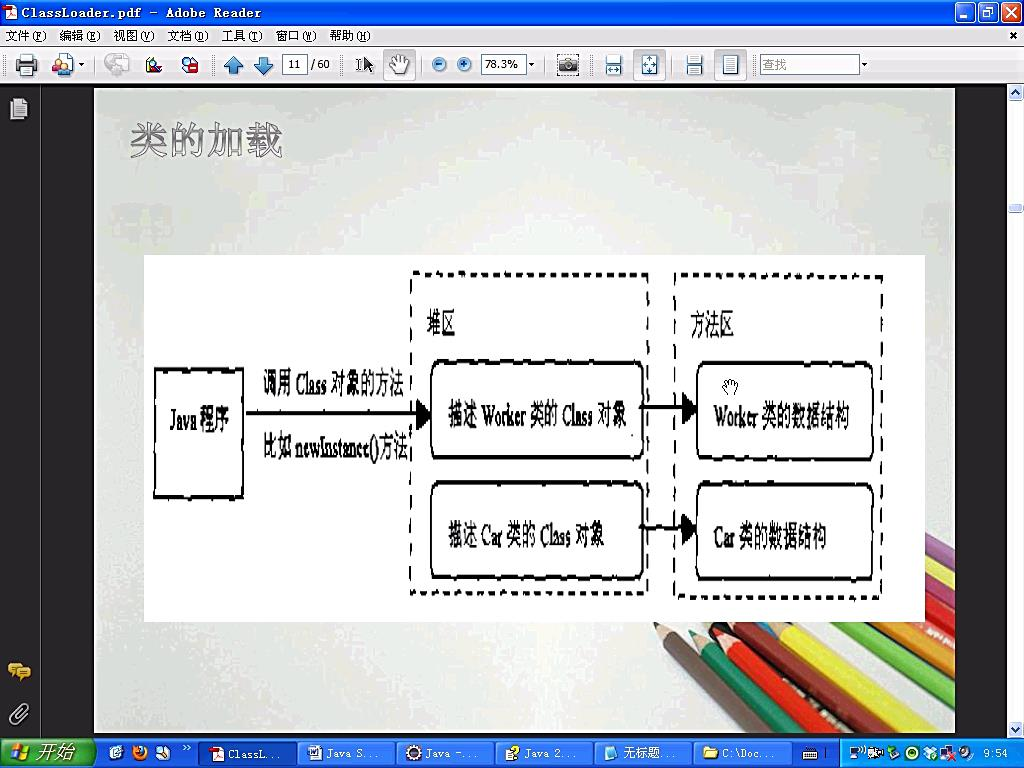 ClassLoader.pdf - Adobe Reader
文件(F) 编辑(E) 视图(V) 文档(D) 工具(T) 窗口(W) 帮助(H)
11 /60 78.3% 查找
类的加载
堆区
方法区
调用 Class 对象的方法
Java 程序
描述 Worker 类的 Class 对象
Worker 类的数据结构
比如 newInstance()方法
描述 Car 类的 Class 对象
Car 类的数据结构
开始 ClassL... Java S... Java -... Java 2... 无标题... C:\Doc... 9:54